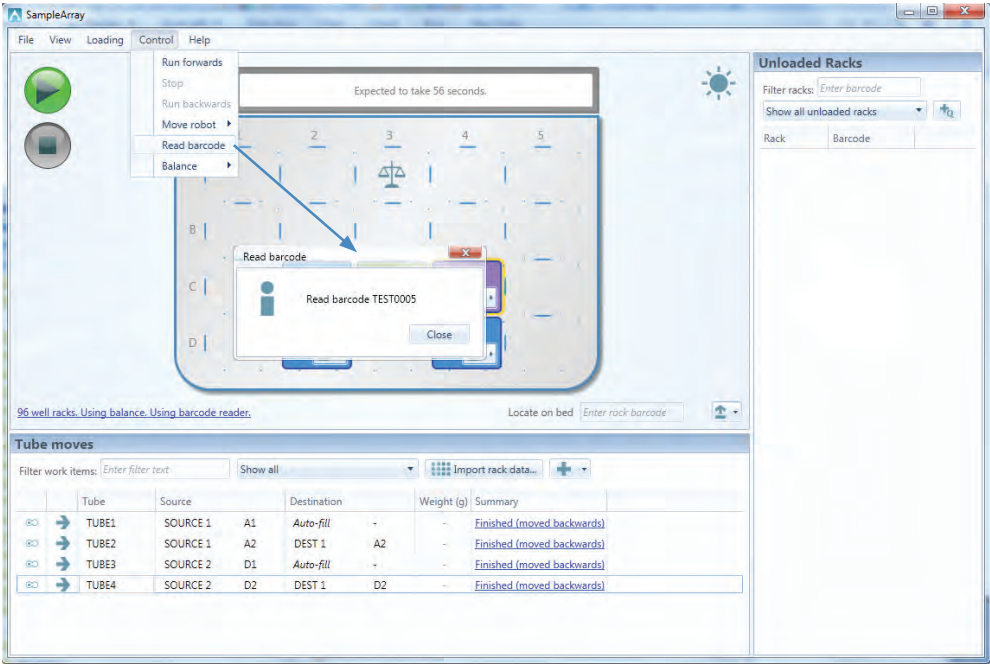 SampleArray
File View Loading Control Help
Run forwards
Stop
Run backwards
Move robot
Read barcode
Balance
Expected to take 56 seconds.
1 2 3 4 5
B
C
D
Read barcode
Read barcode TEST0005
Close
96 well racks. Using balance. Using barcode reader.
Locate on bed Enter rack barcode
Unloaded Racks
Filter racks: Enter barcode
Show all unloaded racks
Rack Barcode
Tube moves
Filter work items: Enter filter text Show all Import rack data...
Tube Source Destination Weight (g) Summary
TUBE1 SOURCE 1 A1 Auto-fill - - Finished (moved backwards)
TUBE2 SOURCE 1 A2 DEST 1 A2 - Finished (moved backwards)
TUBE3 SOURCE 2 D1 Auto-fill - - Finished (moved backwards)
TUBE4 SOURCE 2 D2 DEST 1 D2 - Finished (moved backwards)